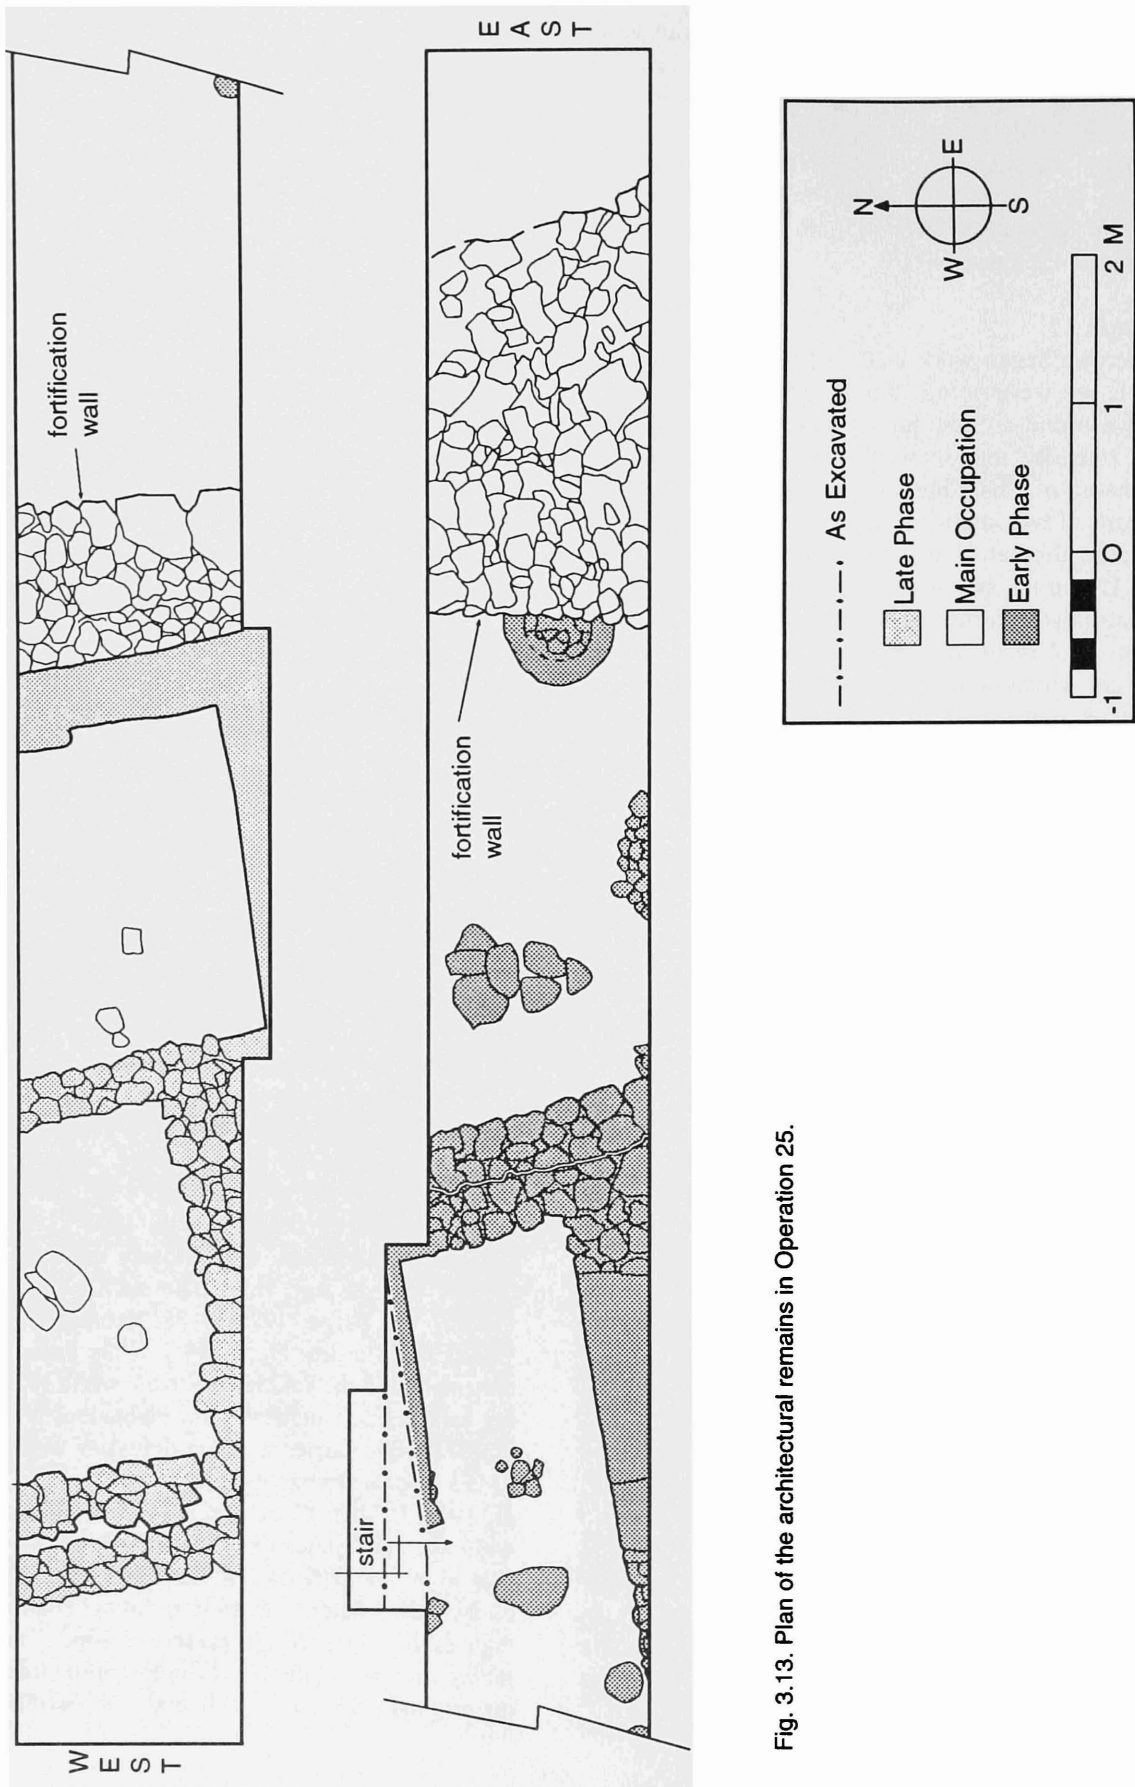 WEST
fortification
wall
EAST
fortification
wall
stair
As Excavated
Late Phase
Main Occupation
Early Phase
N
W
E
S
-1
0
1
2 M
Fig. 3.13. Plan of the architectural remains in Operation 25.